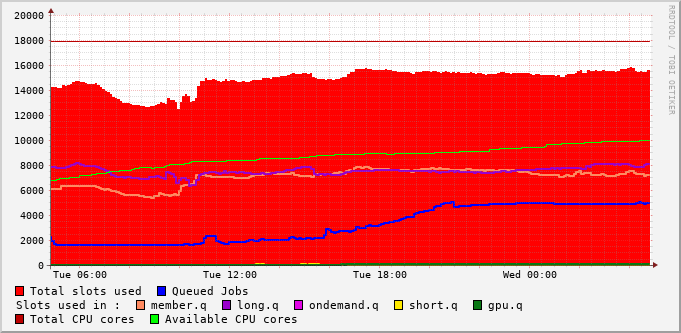 RRDTOOL / TOBI OETIKER
20000
18000
16000
14000
12000
10000
8000
6000
4000
2000
0
Tue 06:00 Tue 12:00 Tue 18:00 Wed 00:00
Total slots used Queued Jobs
Slots used in : member.q long.q ondemand.q short.q gpu.q
Total CPU cores Available CPU cores